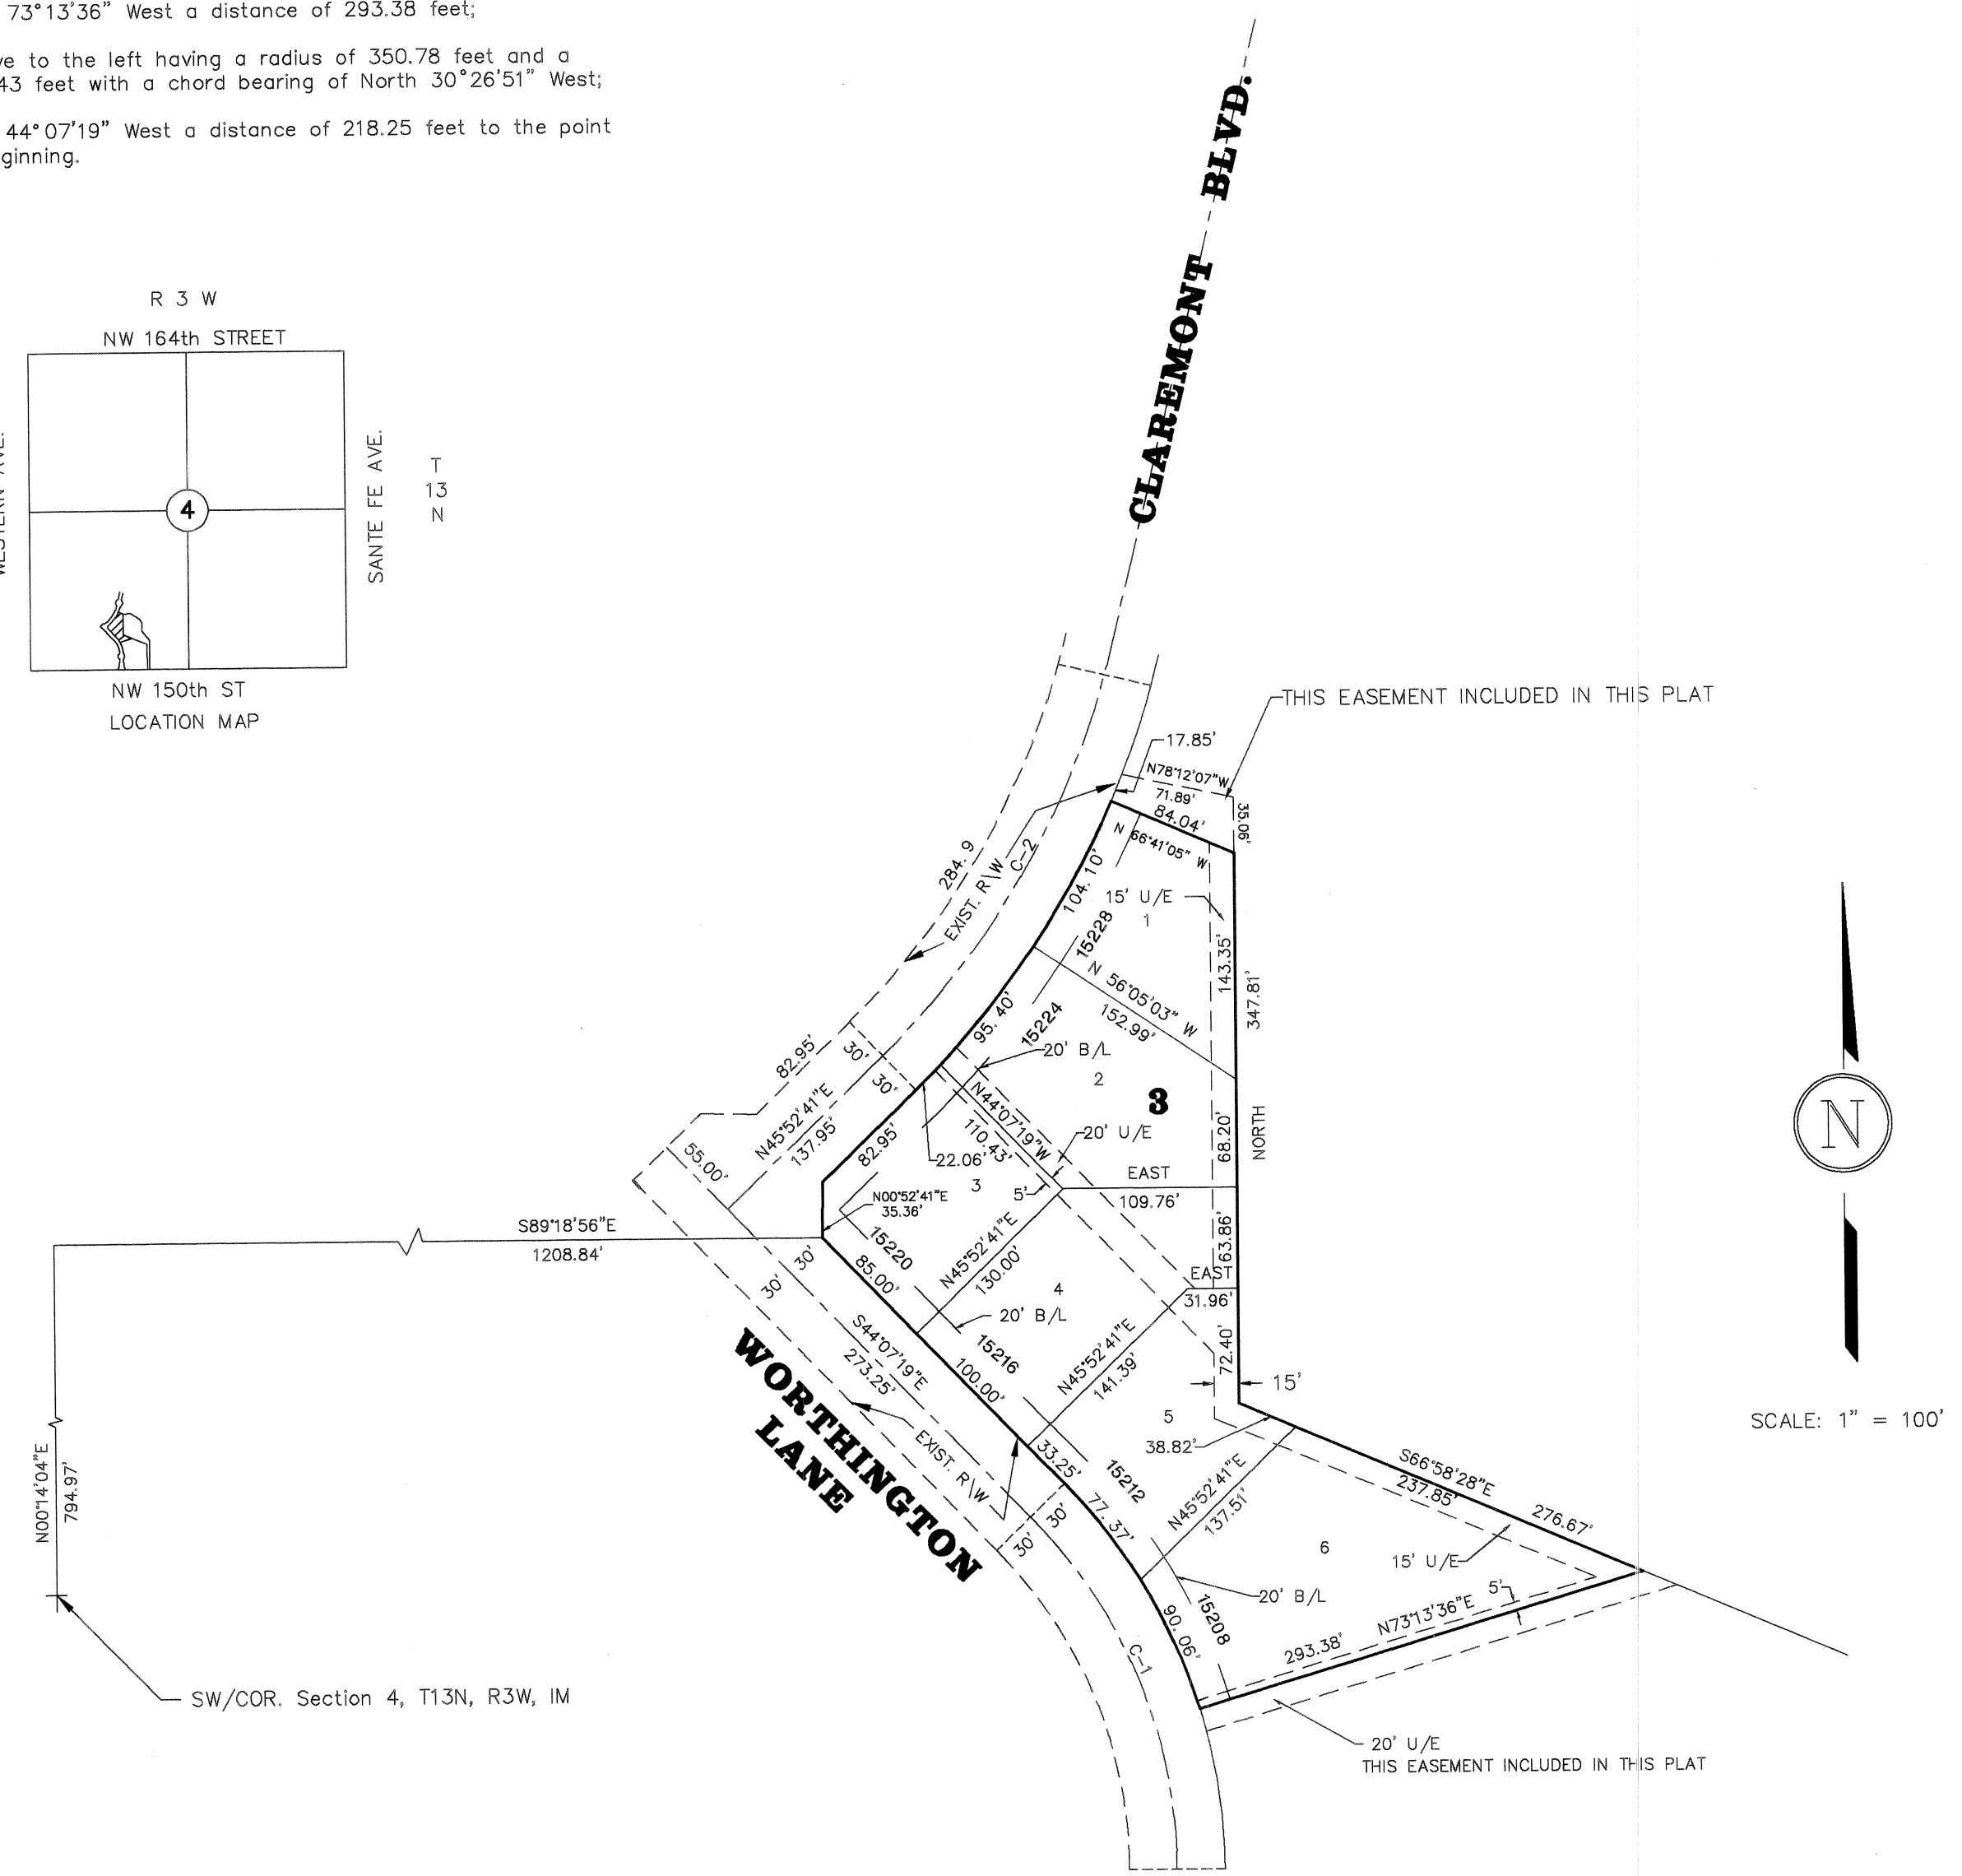 73°13'36" West a distance of 293.38 feet;
to the left having a radius of 350.78 feet and a
43 feet with a chord bearing of North 30°26'51" West;
44°07'19" West a distance of 218.25 feet to the point
ginning.
CLAREMONT BLVD.
R 3 W
NW 164th STREET
SANTE FE AVE.
T
13
N
4
NW 150th ST
LOCATION MAP
THIS EASEMENT INCLUDED IN THIS PLAT
17.85'
N78°12'07"W
71.89'
84.04'
35.06'
N 66°41'05" W
284.9
EXIST. R\W
C-2
104.10'
15' U/E
1
15228
143.35'
347.81'
N 56°05'03" W
152.99'
95.40'
15224
20' B/L
2
3
82.95'
30'
30'
N45°52'41"E
137.95'
N44°07'19"W
110.43'
20' U/E
68.20'
NORTH
82.95'
22.06'
55.00'
3
5'
EAST
109.76'
N00°52'41"E
35.36'
S89°18'56"E
1208.84'
15220
85.00'
N45°52'41"E
130.00'
63.86'
EAST
31.96'
4
20' B/L
30'
30'
S44°07'19"E
273.25'
15216
100.00'
N45°52'41"E
141.39'
72.40'
15'
WORTHINGTON
LANE
EXIST. R\W
5
38.82'
33.25'
15212
77.37'
N45°52'41"E
137.51'
S66°58'28"E
237.85'
276.67'
30'
30'
6
15' U/E
5'
20' B/L
15208
90.06'
N73°13'36"E
293.38'
C-1
20' U/E
THIS EASEMENT INCLUDED IN THIS PLAT
N00°14'04"E
794.97'
SW/COR. Section 4, T13N, R3W, IM
N
SCALE: 1" = 100'